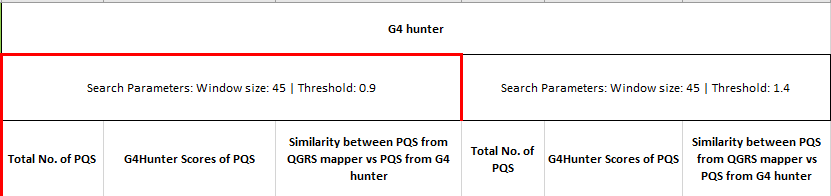 G4 hunter
Search Parameters: Window size: 45 | Threshold: 0.9
Search Parameters: Window size: 45 | Threshold: 1.4
Total No. of PQS
G4Hunter Scores of PQS
Similarity between PQS from
QGRS mapper vs PQS from G4
hunter
Total No. of
PQS
G4Hunter Scores of PQS
Similarity between PQS
from QGRS mapper vs
PQS from G4 hunter